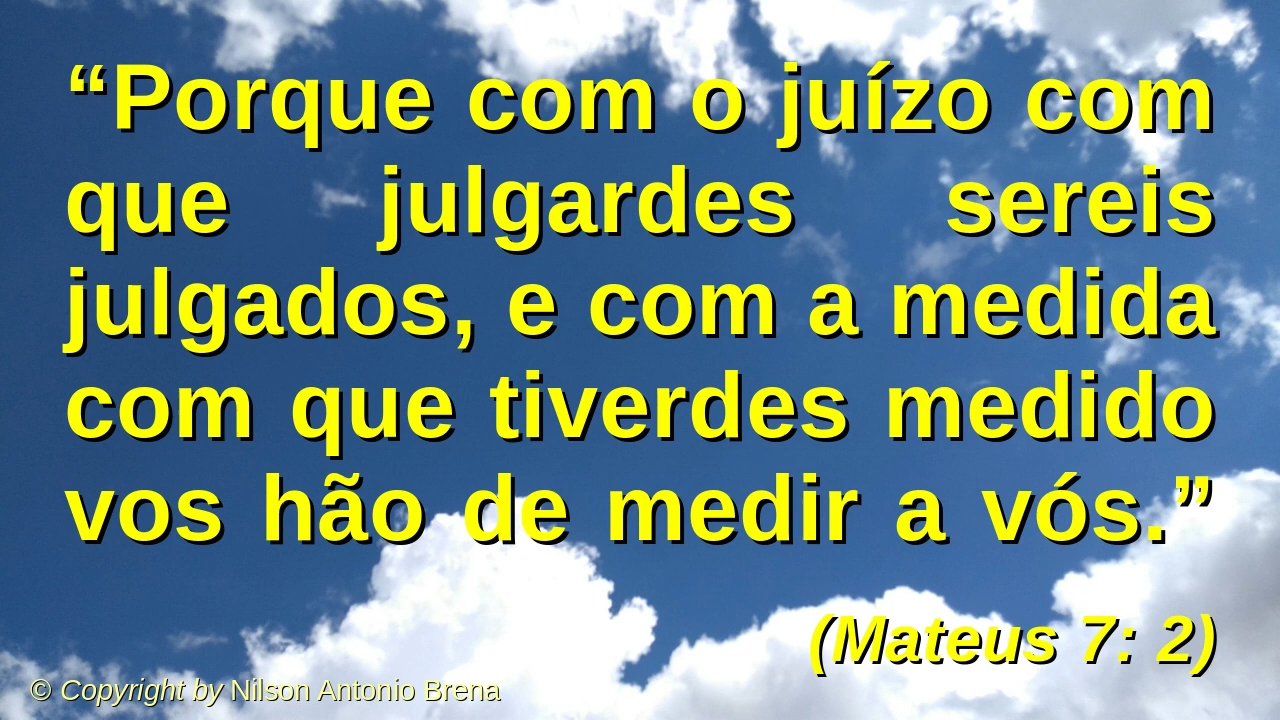 “Porque com o juízo com
que julgardes sereis
julgados, e com a medida
com que tiverdes medido
vos hão de medir a vós.”
(Mateus 7: 2)
© Copyright by Nilson Antonio Brena